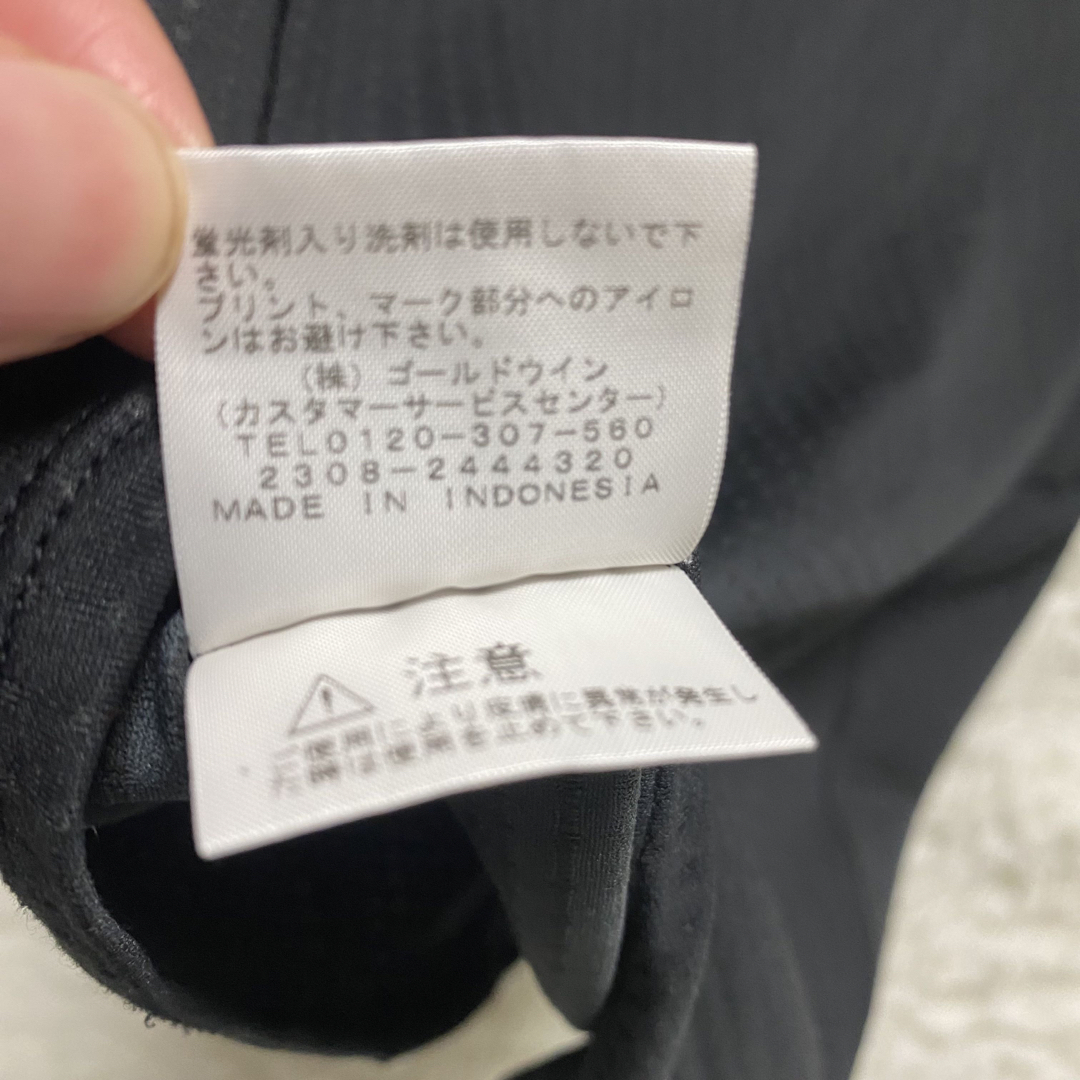 蛍光剤入り洗剤は使用しないで下
さい。
プリント、マーク部分へのアイロ
ンはお避け下さい。
(株)ゴールドウイン
(カスタマーサービスセンター)
TEL0120-307-560
2308-2444320
MADE IN INDONESIA
注意
ご使用により皮膚に異常が発生し
た時は使用を止めて下さい。